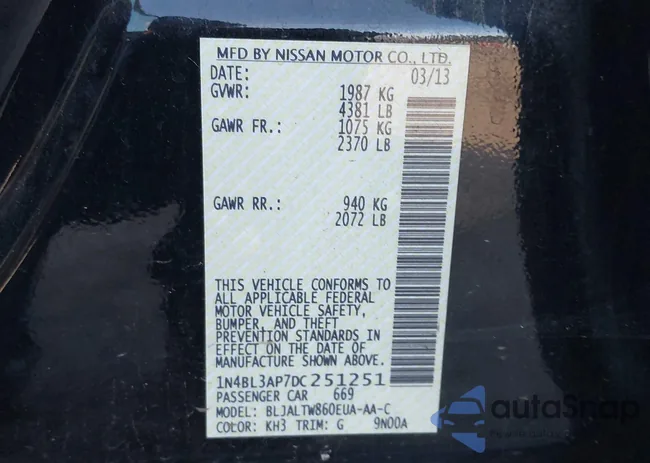 MFD BY NISSAN MOTOR CO., LTD.
DATE: 03/13
GVWR: 1987 KG
4381 LB
GAWR FR.: 1075 KG
2370 LB
GAWR RR.: 940 KG
2072 LB
THIS VEHICLE CONFORMS TO
ALL APPLICABLE FEDERAL
MOTOR VEHICLE SAFETY,
BUMPER, AND THEFT
PREVENTION STANDARDS IN
EFFECT ON THE DATE OF
MANUFACTURE SHOWN ABOVE.
1N4BL3AP7DC251251
PASSENGER CAR 669
MODEL: BLJALTW860EUA-AA-C
COLOR: KH3 TRIM: G 9N00A
autoSnap